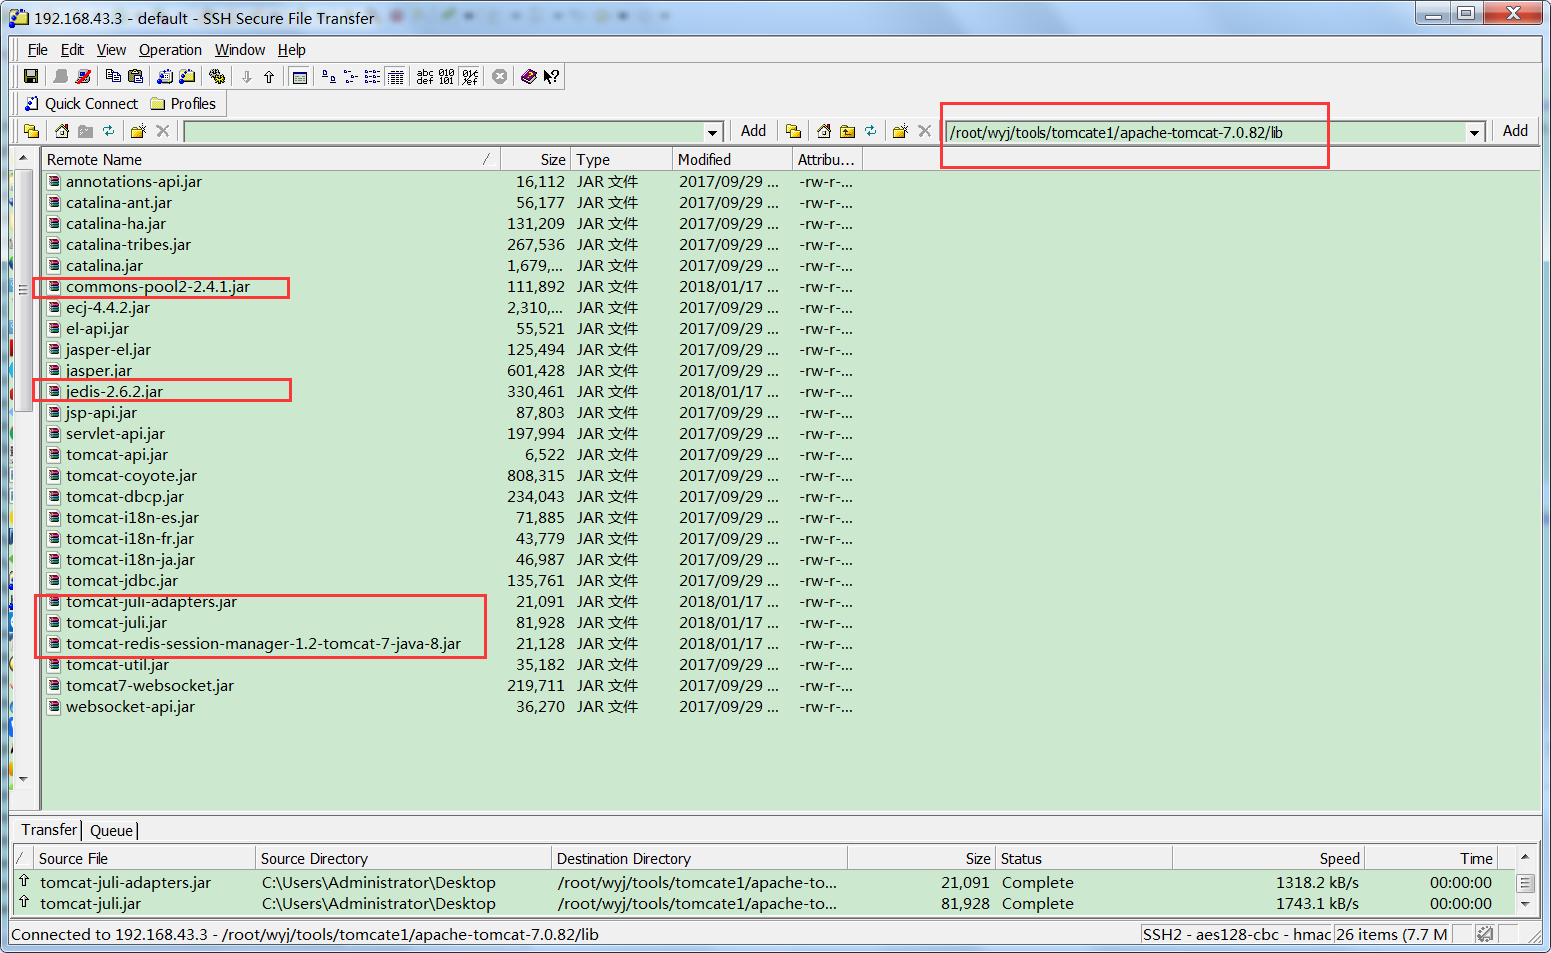 192.168.43.3 - default - SSH Secure File Transfer
File Edit View Operation Window Help
abc def 010 101
Quick Connect Profiles
Add /root/wyj/tools/tomcate1/apache-tomcat-7.0.82/lib Add
Remote Name / Size Type Modified Attribu...
annotations-api.jar 16,112 JAR 文件 2017/09/29 ... -rw-r-...
catalina-ant.jar 56,177 JAR 文件 2017/09/29 ... -rw-r-...
catalina-ha.jar 131,209 JAR 文件 2017/09/29 ... -rw-r-...
catalina-tribes.jar 267,536 JAR 文件 2017/09/29 ... -rw-r-...
catalina.jar 1,679,... JAR 文件 2017/09/29 ... -rw-r-...
commons-pool2-2.4.1.jar 111,892 JAR 文件 2018/01/17 ... -rw-r-...
ecj-4.4.2.jar 2,310,... JAR 文件 2017/09/29 ... -rw-r-...
el-api.jar 55,521 JAR 文件 2017/09/29 ... -rw-r-...
jasper-el.jar 125,494 JAR 文件 2017/09/29 ... -rw-r-...
jasper.jar 601,428 JAR 文件 2017/09/29 ... -rw-r-...
jedis-2.6.2.jar 330,461 JAR 文件 2018/01/17 ... -rw-r-...
jsp-api.jar 87,803 JAR 文件 2017/09/29 ... -rw-r-...
servlet-api.jar 197,994 JAR 文件 2017/09/29 ... -rw-r-...
tomcat-api.jar 6,522 JAR 文件 2017/09/29 ... -rw-r-...
tomcat-coyote.jar 808,315 JAR 文件 2017/09/29 ... -rw-r-...
tomcat-dbcp.jar 234,043 JAR 文件 2017/09/29 ... -rw-r-...
tomcat-i18n-es.jar 71,885 JAR 文件 2017/09/29 ... -rw-r-...
tomcat-i18n-fr.jar 43,779 JAR 文件 2017/09/29 ... -rw-r-...
tomcat-i18n-ja.jar 46,987 JAR 文件 2017/09/29 ... -rw-r-...
tomcat-jdbc.jar 135,761 JAR 文件 2017/09/29 ... -rw-r-...
tomcat-juli-adapters.jar 21,091 JAR 文件 2018/01/17 ... -rw-r-...
tomcat-juli.jar 81,928 JAR 文件 2018/01/17 ... -rw-r-...
tomcat-redis-session-manager-1.2-tomcat-7-java-8.jar 21,128 JAR 文件 2018/01/17 ... -rw-r-...
tomcat-util.jar 35,182 JAR 文件 2017/09/29 ... -rw-r-...
tomcat7-websocket.jar 219,711 JAR 文件 2017/09/29 ... -rw-r-...
websocket-api.jar 36,270 JAR 文件 2017/09/29 ... -rw-r-...
Transfer Queue
/ Source File Source Directory Destination Directory Size Status Speed Time
tomcat-juli-adapters.jar C:\Users\Administrator\Desktop /root/wyj/tools/tomcate1/apache-to... 21,091 Complete 1318.2 kB/s 00:00:00
tomcat-juli.jar C:\Users\Administrator\Desktop /root/wyj/tools/tomcate1/apache-to... 81,928 Complete 1743.1 kB/s 00:00:00
Connected to 192.168.43.3 - /root/wyj/tools/tomcate1/apache-tomcat-7.0.82/lib SSH2 - aes128-cbc - hmac 26 items (7.7 M